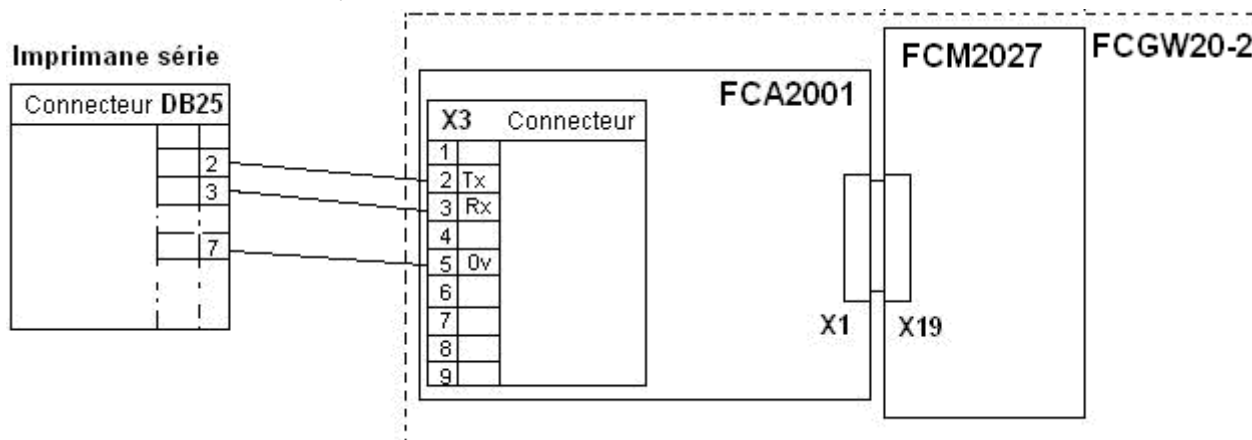 Imprimane série
Connecteur DB25
2
3
7
FCA2001
X3 Connecteur
1
2 Tx
3 Rx
4
5 0v
6
7
8
9
X1
X19
FCM2027
FCGW20-2